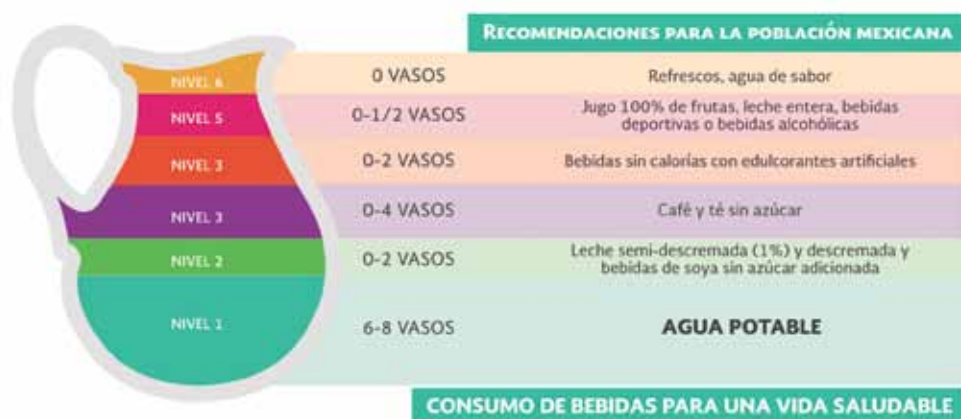 RECOMENDACIONES PARA LA POBLACIÓN MEXICANA
NIVEL 6 0 VASOS Refrescos, agua de sabor
NIVEL 5 0-1/2 VASOS Jugo 100% de frutas, leche entera, bebidas
deportivas o bebidas alcohólicas
NIVEL 3 0-2 VASOS Bebidas sin calorías con edulcorantes artificiales
NIVEL 3 0-4 VASOS Café y té sin azúcar
NIVEL 2 0-2 VASOS Leche semi-descremada (1%) y descremada y
bebidas de soya sin azúcar adicionada
NIVEL 1 6-8 VASOS AGUA POTABLE
CONSUMO DE BEBIDAS PARA UNA VIDA SALUDABLE